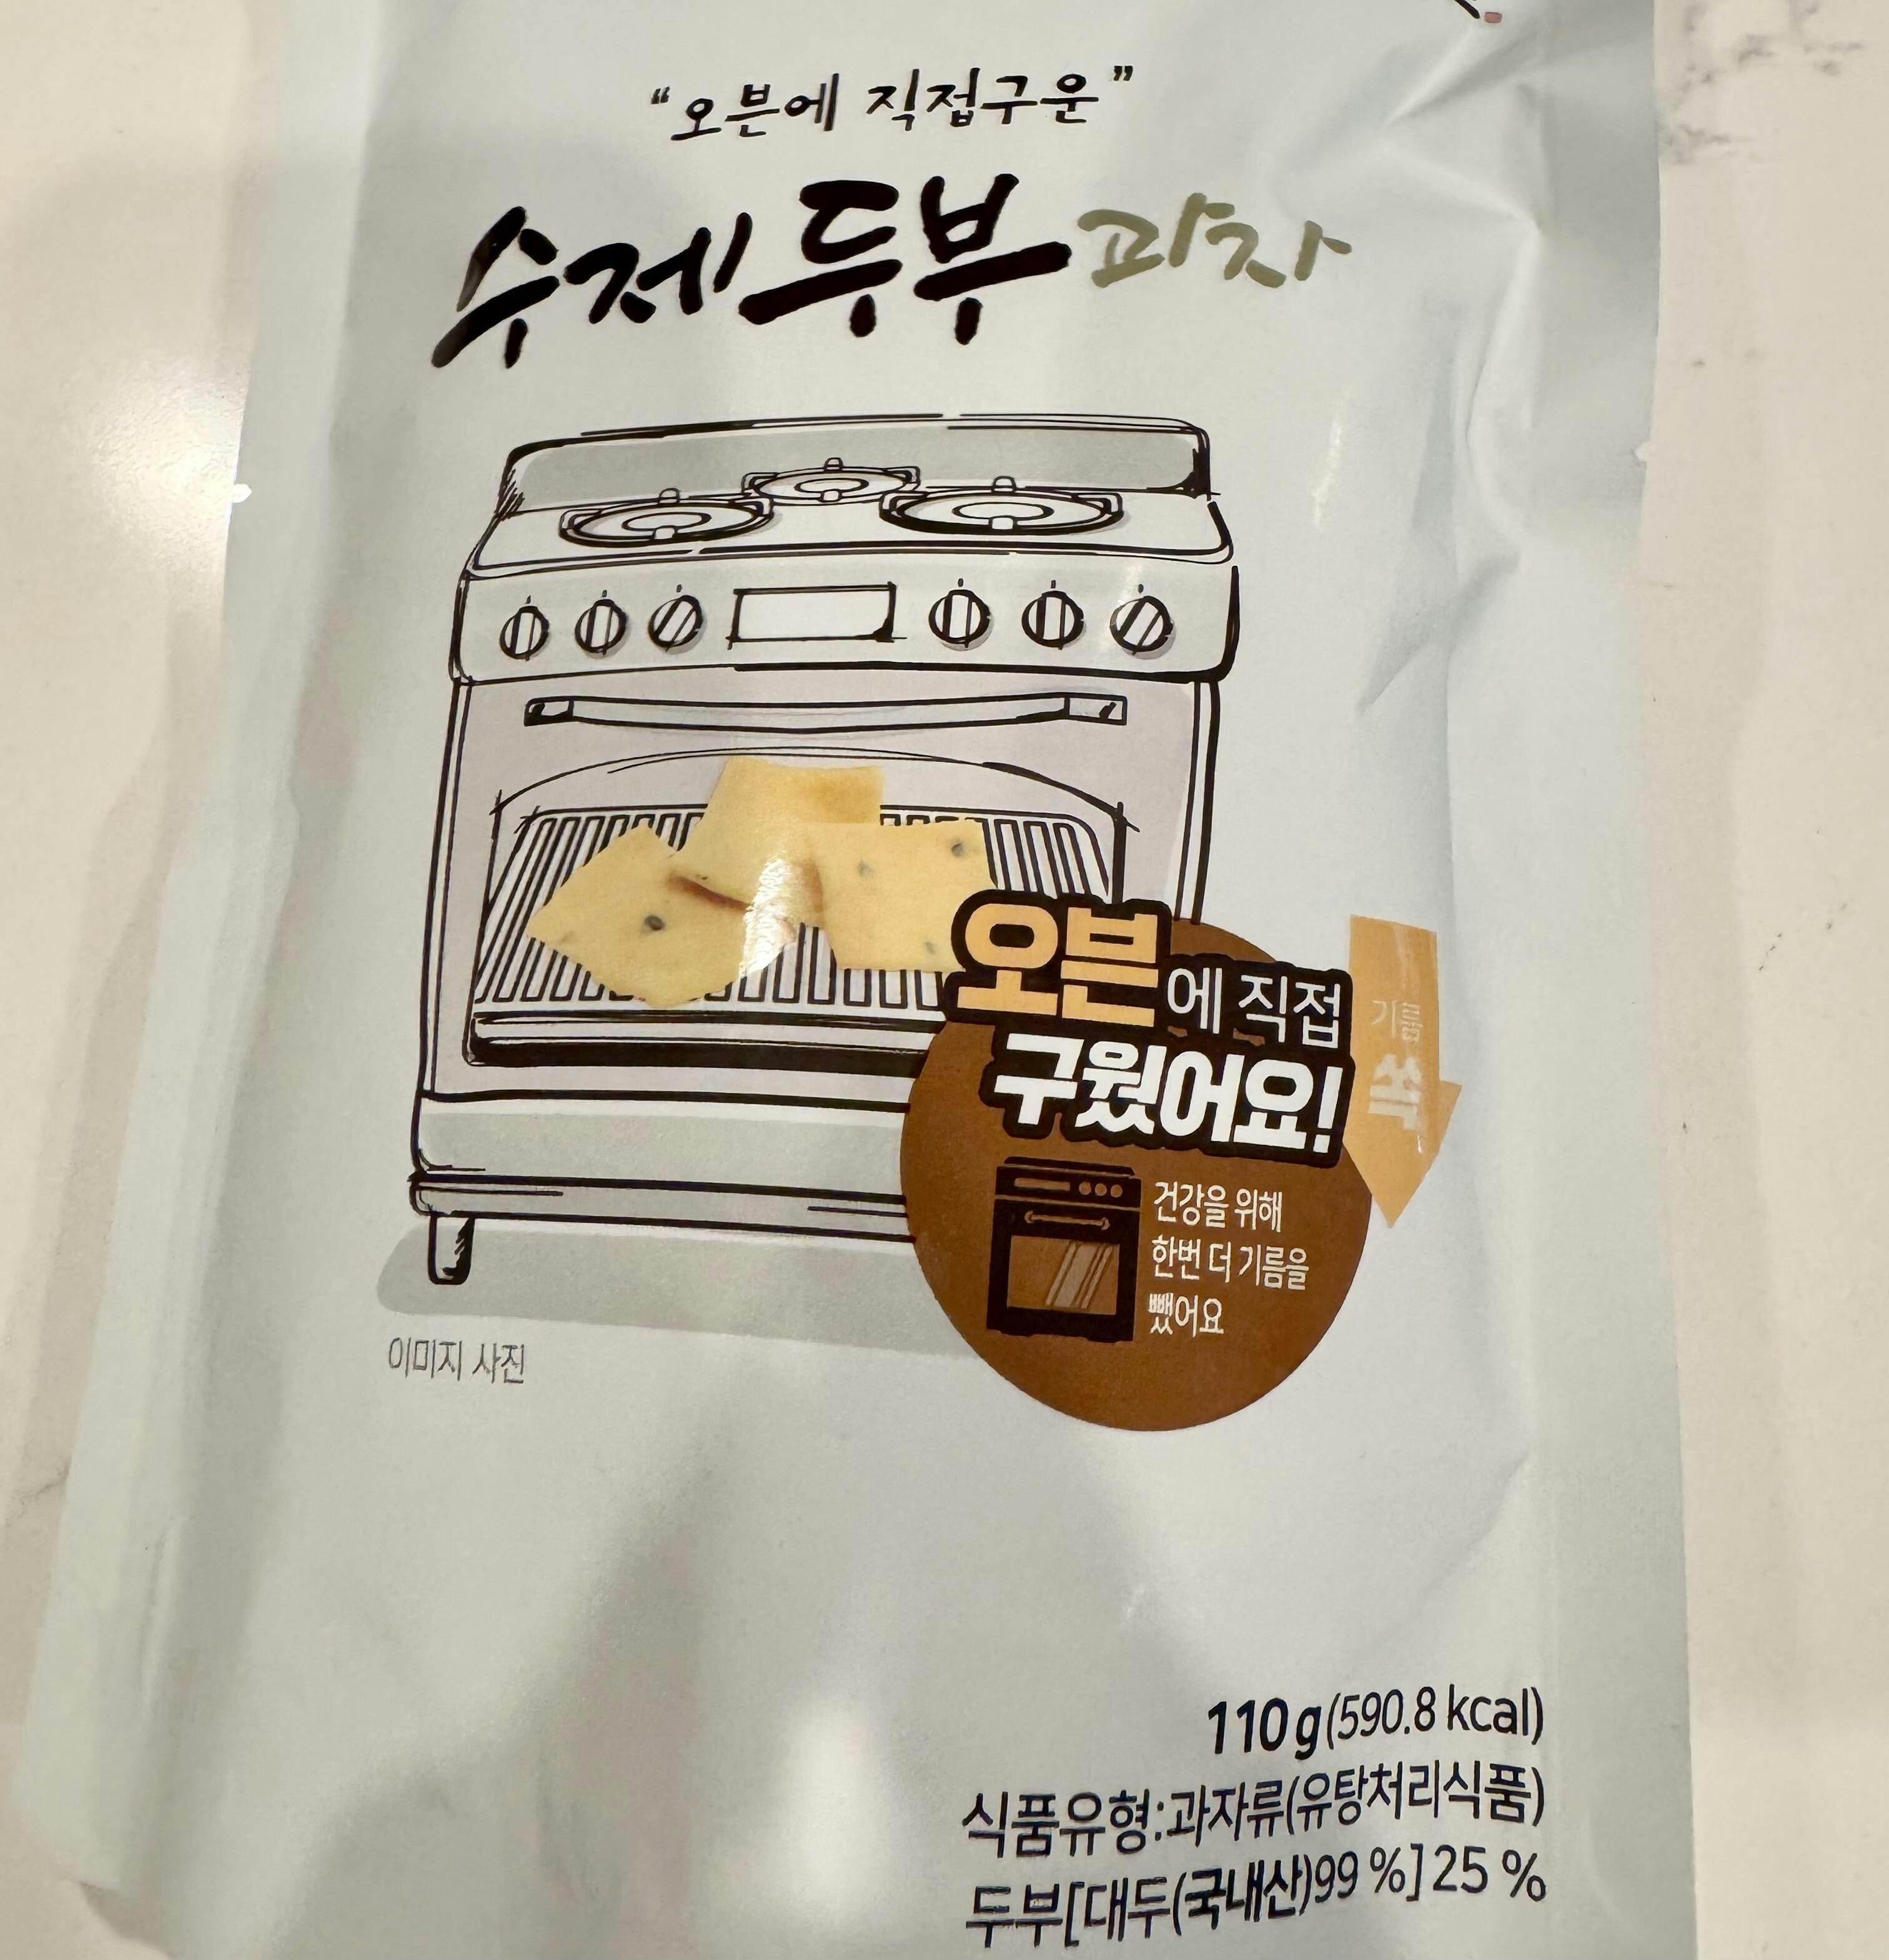 “오븐에 직접구운”
수제두부과자
오븐에 직접
구웠어요!
기름
쏙
건강을 위해
한번 더 기름을
뺐어요
이미지 사진
110g(590.8 kcal)
식품유형:과자류(유탕처리식품)
두부[대두(국내산)99 %]25 %